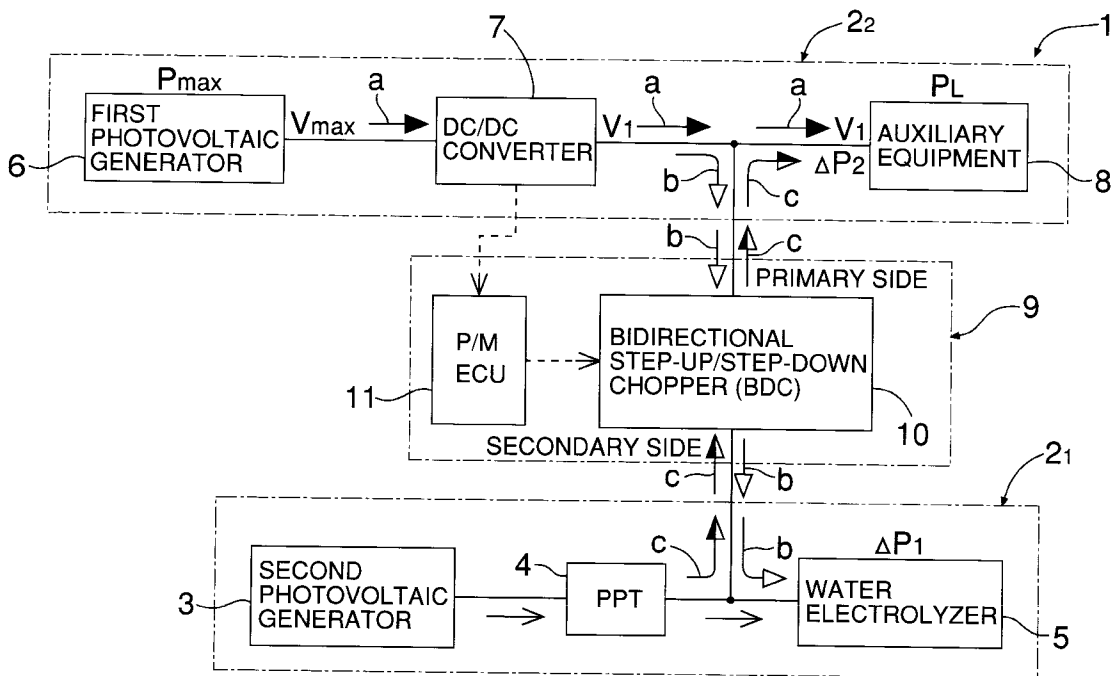 7
2₂
1
Pmax
a
a
a
PL
FIRST
PHOTOVOLTAIC
GENERATOR
Vmax
DC/DC
CONVERTER
V₁
V₁
AUXILIARY
EQUIPMENT
6
ΔP₂
8
b
c
b
c
PRIMARY SIDE
9
P/M
ECU
BIDIRECTIONAL
STEP-UP/STEP-DOWN
CHOPPER (BDC)
11
10
SECONDARY SIDE
c
b
2₁
c
b
ΔP₁
4
SECOND
PHOTOVOLTAIC
GENERATOR
PPT
WATER
ELECTROLYZER
3
5